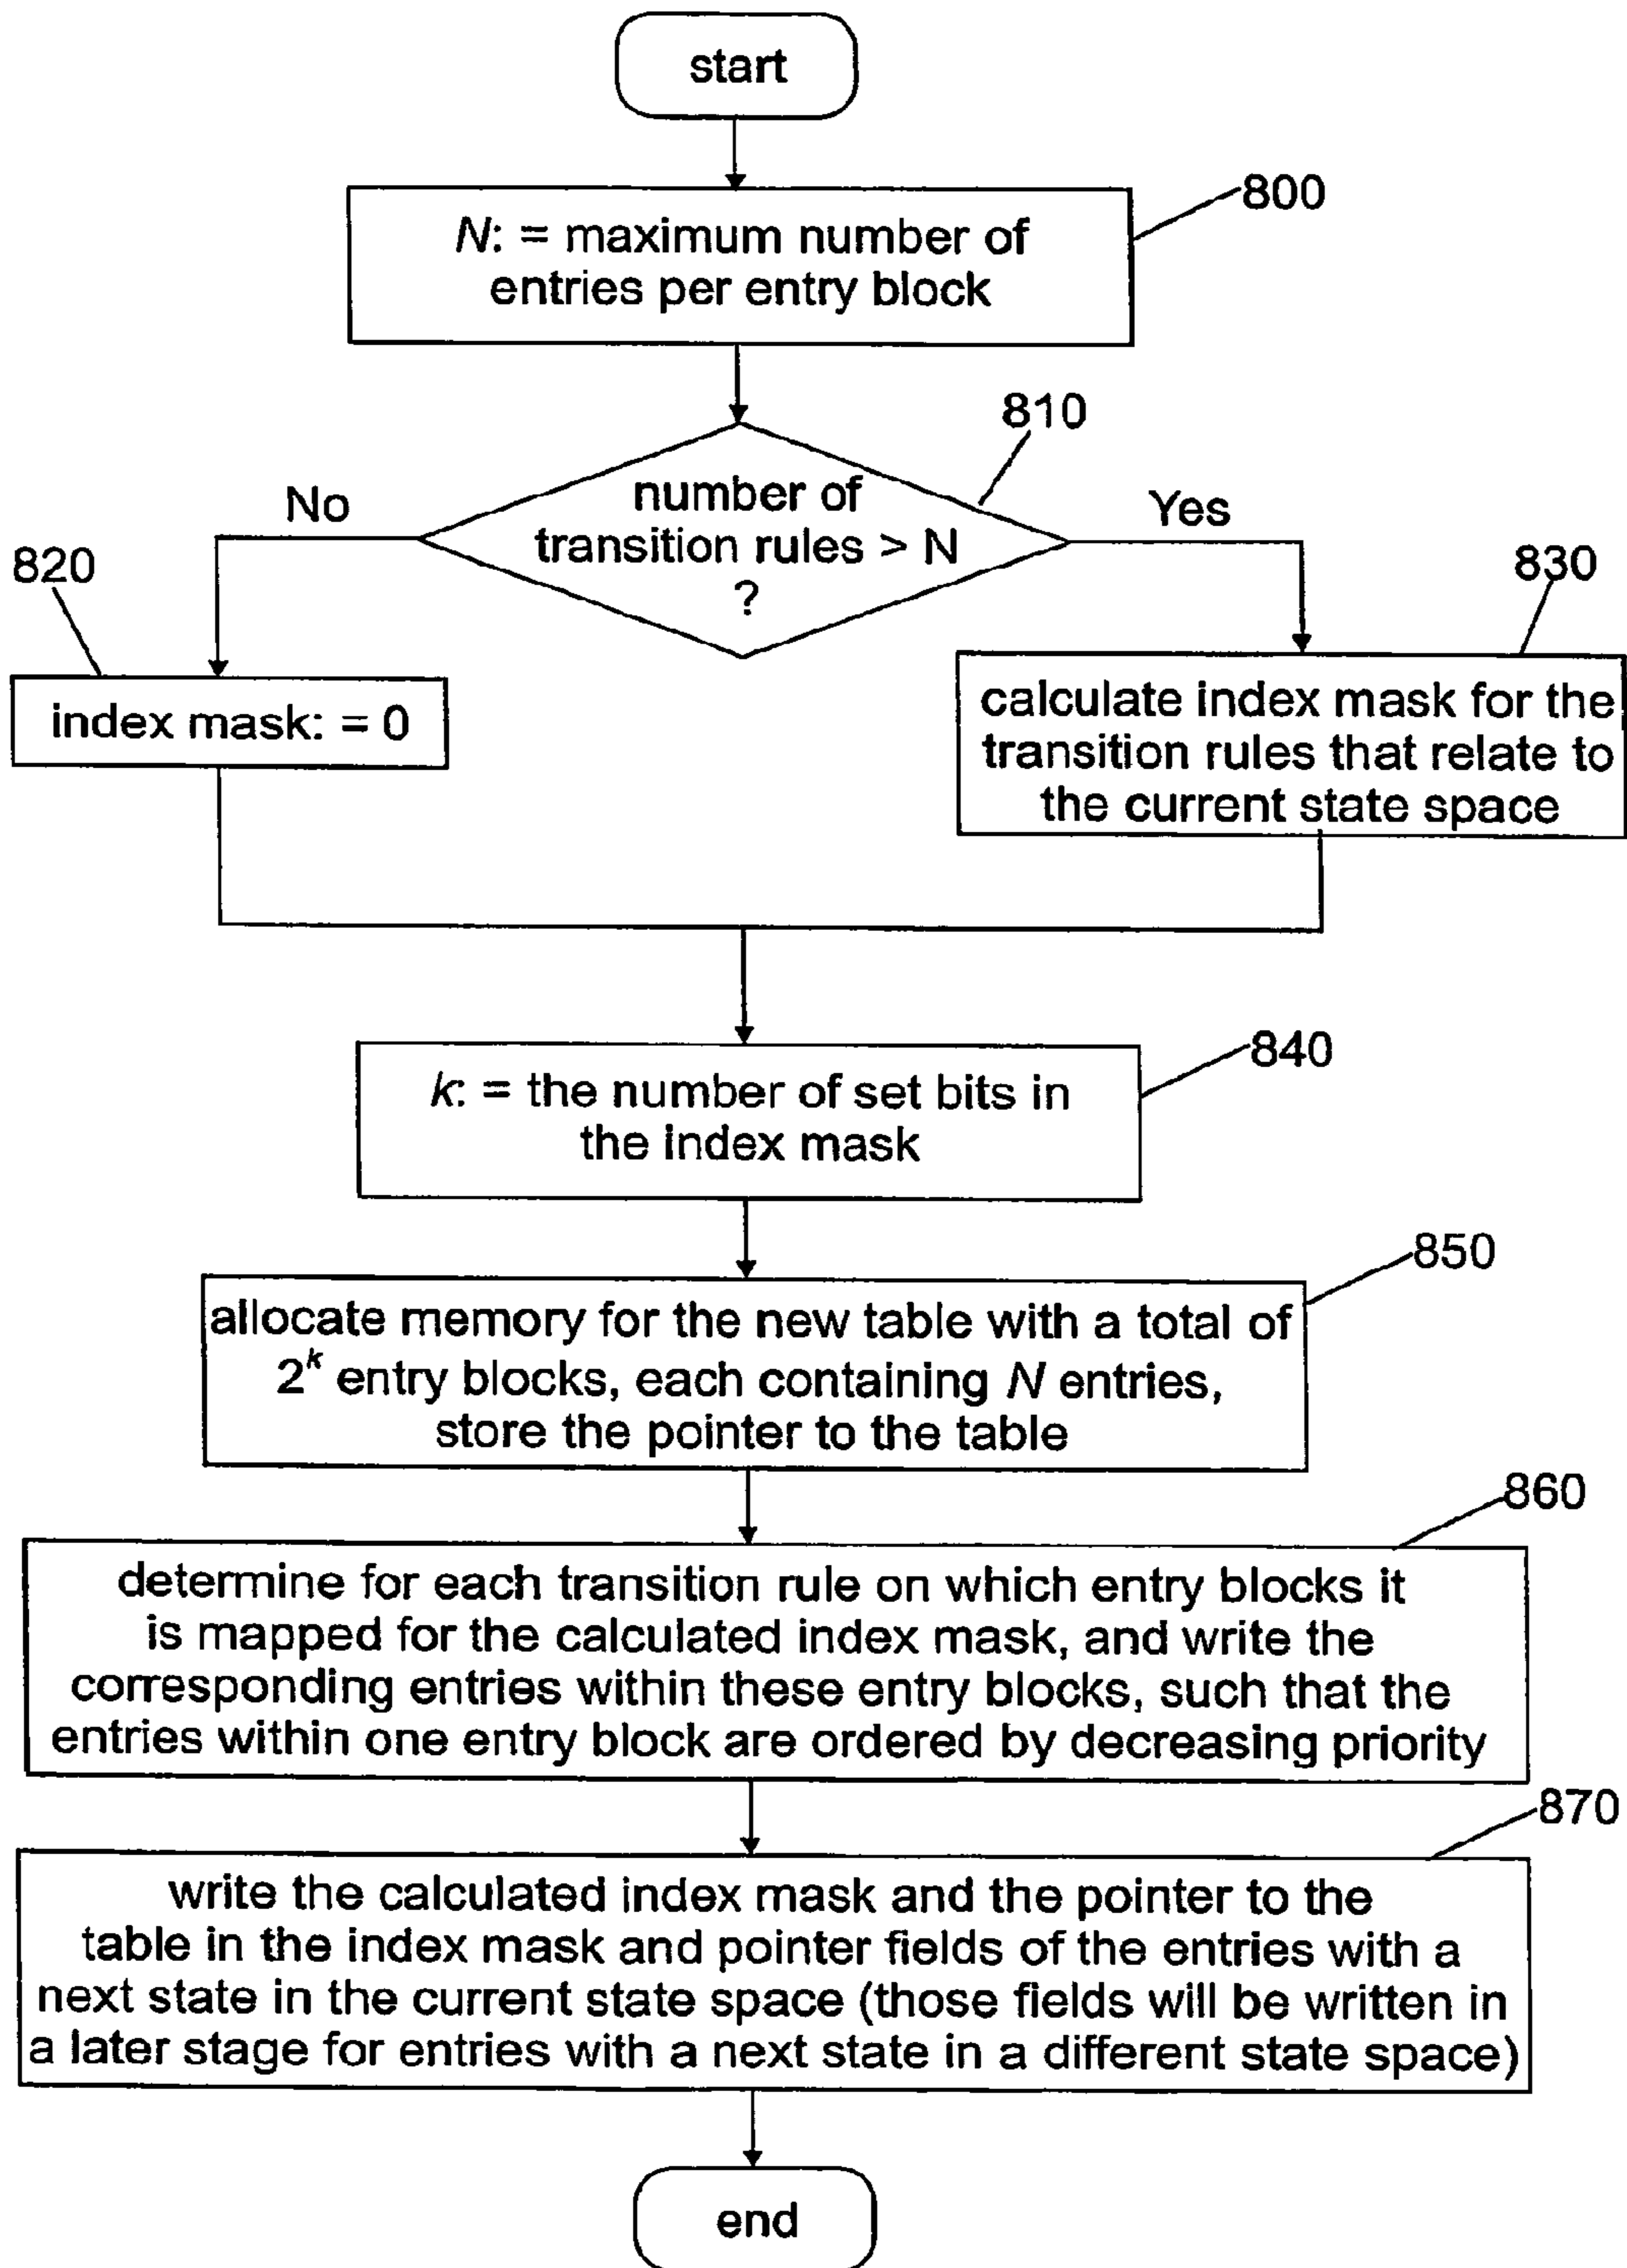 start
800
N: = maximum number of
entries per entry block
810
number of
transition rules > N
?
No
Yes
820
index mask: = 0
830
calculate index mask for the
transition rules that relate to
the current state space
840
k: = the number of set bits in
the index mask
850
allocate memory for the new table with a total of
2^k entry blocks, each containing N entries,
store the pointer to the table
860
determine for each transition rule on which entry blocks it
is mapped for the calculated index mask, and write the
corresponding entries within these entry blocks, such that the
entries within one entry block are ordered by decreasing priority
870
write the calculated index mask and the pointer to the
table in the index mask and pointer fields of the entries with a
next state in the current state space (those fields will be written in
a later stage for entries with a next state in a different state space)
end